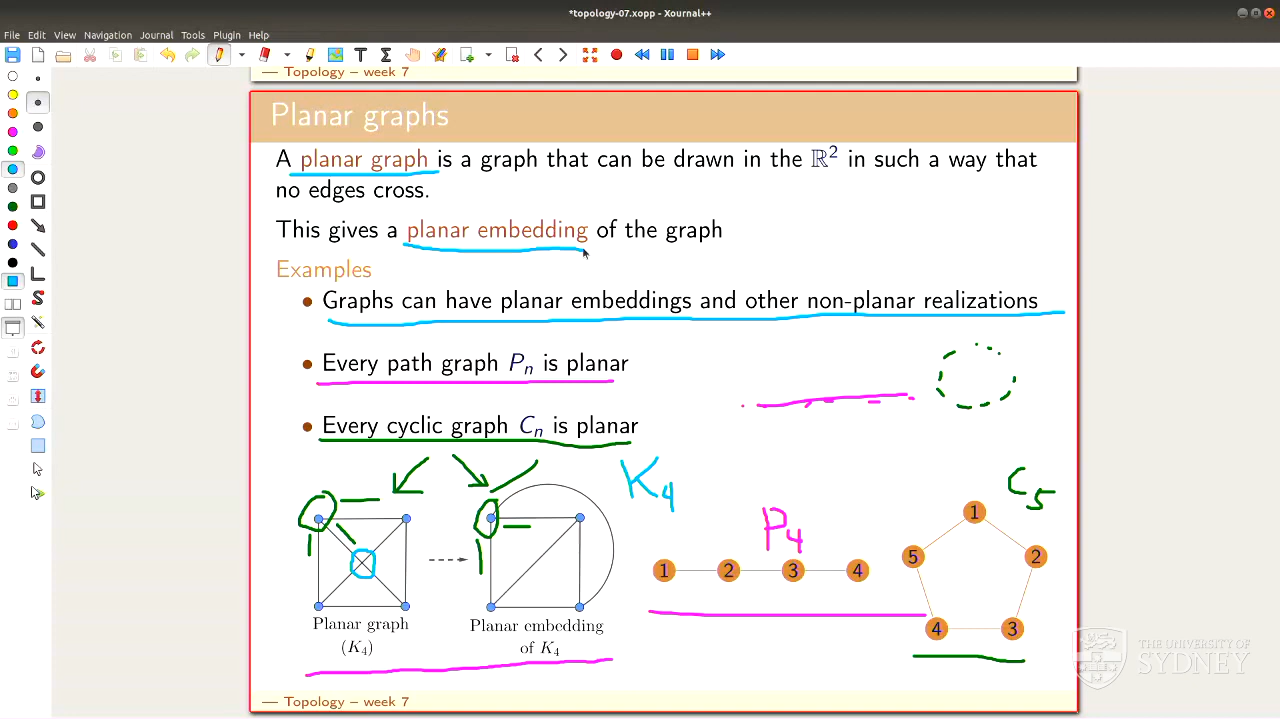 *topology-07.xopp - Xournal++
File Edit View Navigation Journal Tools Plugin Help
— Topology – week 7
Planar graphs
A planar graph is a graph that can be drawn in the ℝ² in such a way that
no edges cross.
This gives a planar embedding of the graph
Examples
• Graphs can have planar embeddings and other non-planar realizations
• Every path graph Pₙ is planar
• Every cyclic graph Cₙ is planar
K₄
P₄
C₅
1 2 3 4
1
5 2
4 3
Planar graph
(K₄)
Planar embedding
of K₄
THE UNIVERSITY OF
SYDNEY
— Topology – week 7